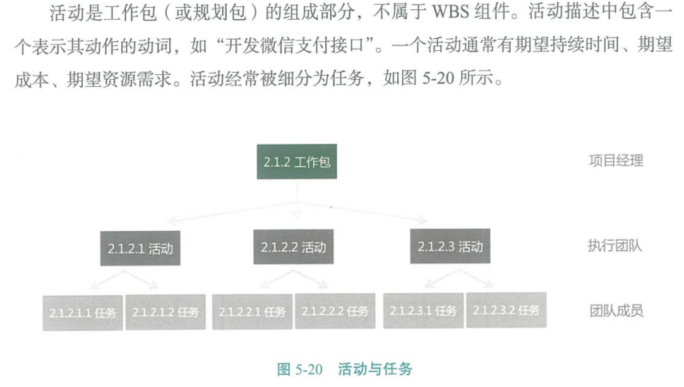 活动是工作包（或规划包）的组成部分，不属于 WBS 组件。活动描述中包含一
个表示其动作的动词，如“开发微信支付接口”。一个活动通常有期望持续时间、期望
成本、期望资源需求。活动经常被细分为任务，如图 5-20 所示。
2.1.2 工作包 项目经理
2.1.2.1 活动 2.1.2.2 活动 2.1.2.3 活动 执行团队
2.1.2.1.1 任务 2.1.2.1.2 任务 2.1.2.2.1 任务 2.1.2.2.2 任务 2.1.2.3.1 任务 2.1.2.3.2 任务 团队成员
图 5-20 活动与任务